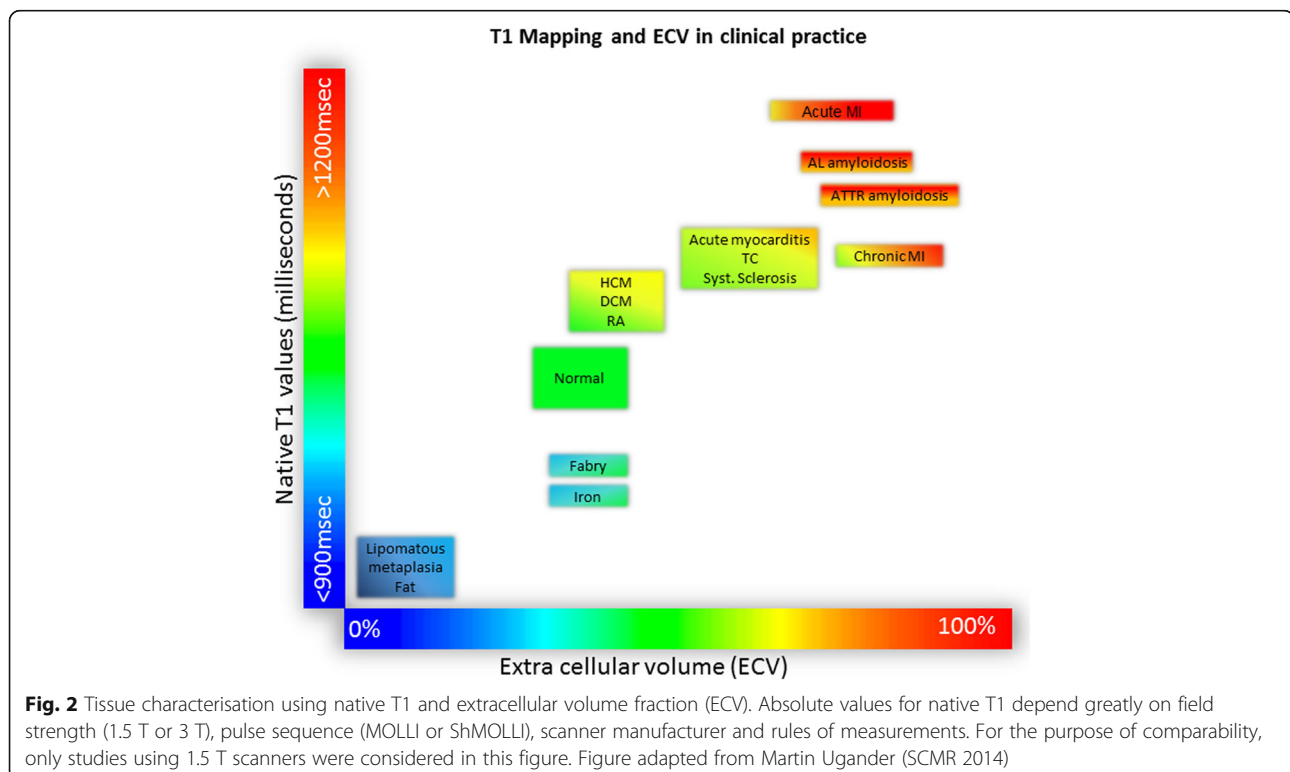 T1 Mapping and ECV in clinical practice
>1200msec
Native T1 values (milliseconds)
<900msec
Acute MI
AL amyloidosis
ATTR amyloidosis
Acute myocarditis
TC
Syst. Sclerosis
Chronic MI
HCM
DCM
RA
Normal
Fabry
Iron
Lipomatous
metaplasia
Fat
0%
100%
Extra cellular volume (ECV)
Fig. 2 Tissue characterisation using native T1 and extracellular volume fraction (ECV). Absolute values for native T1 depend greatly on field
strength (1.5 T or 3 T), pulse sequence (MOLLI or ShMOLLI), scanner manufacturer and rules of measurements. For the purpose of comparability,
only studies using 1.5 T scanners were considered in this figure. Figure adapted from Martin Ugander (SCMR 2014)